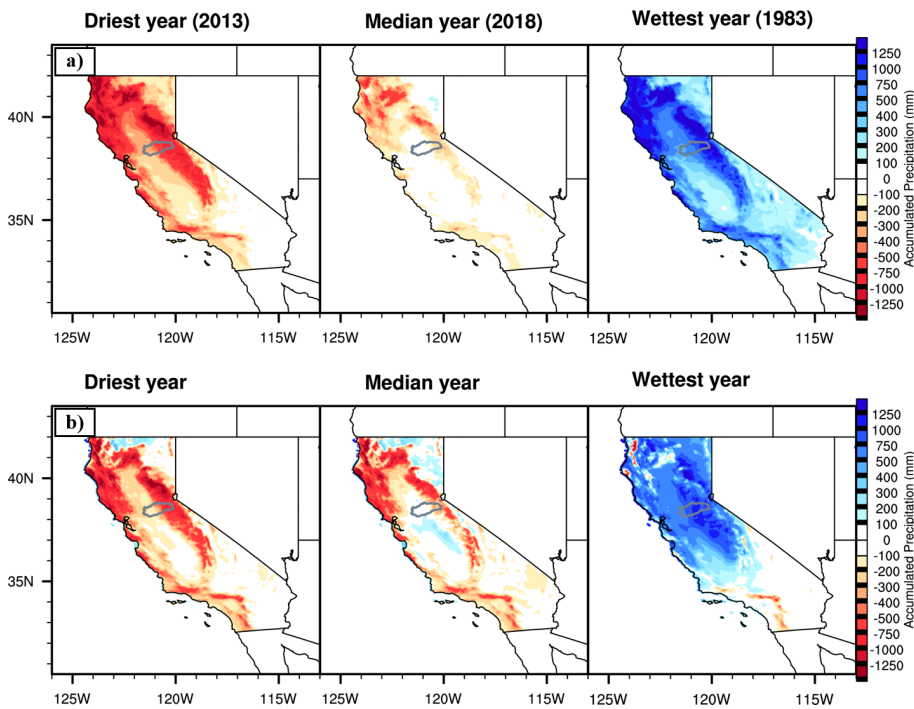 Driest year (2013) Median year (2018) Wettest year (1983)
a)
40N
35N
125W 120W 115W 125W 120W 115W 125W 120W 115W
1250
1000
750
500
400
300
200
100
0
-100
-200
-300
-400
-500
-750
-1000
-1250
Accumulated Precipitation (mm)
Driest year Median year Wettest year
b)
40N
35N
125W 120W 115W 125W 120W 115W 125W 120W 115W
1250
1000
750
500
400
300
200
100
0
-100
-200
-300
-400
-500
-750
-1000
-1250
Accumulated Precipitation (mm)